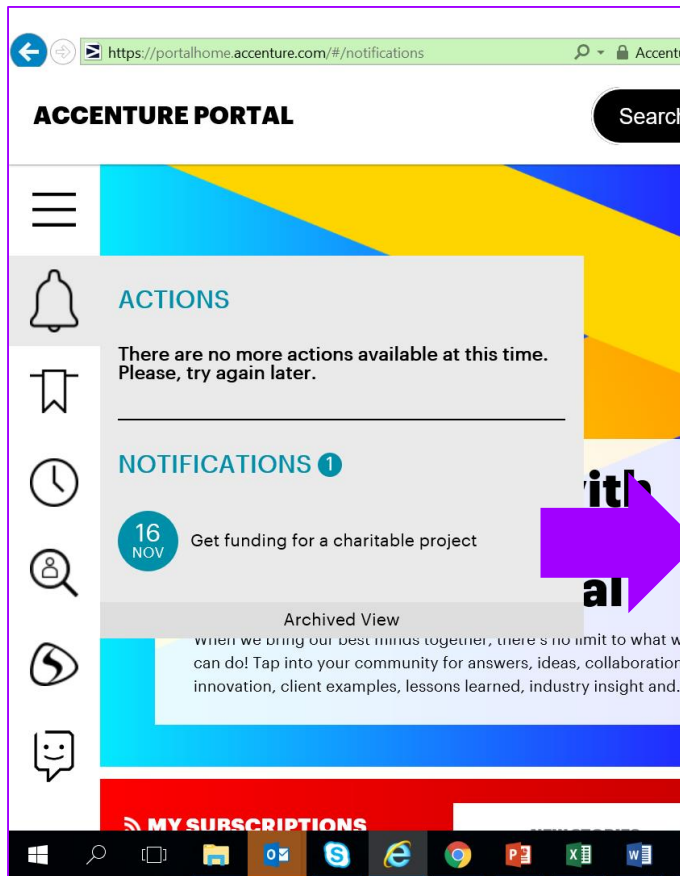 https://portalhome.accenture.com/#/notifications
ACCENTURE PORTAL
Search
ACTIONS
There are no more actions available at this time.
Please, try again later.
NOTIFICATIONS 1
16
NOV
Get funding for a charitable project
Archived View
When we bring our best minds together, there's no limit to what w
can do! Tap into your community for answers, ideas, collaboration
innovation, client examples, lessons learned, industry insight and.
MY SUBSCRIPTIONS